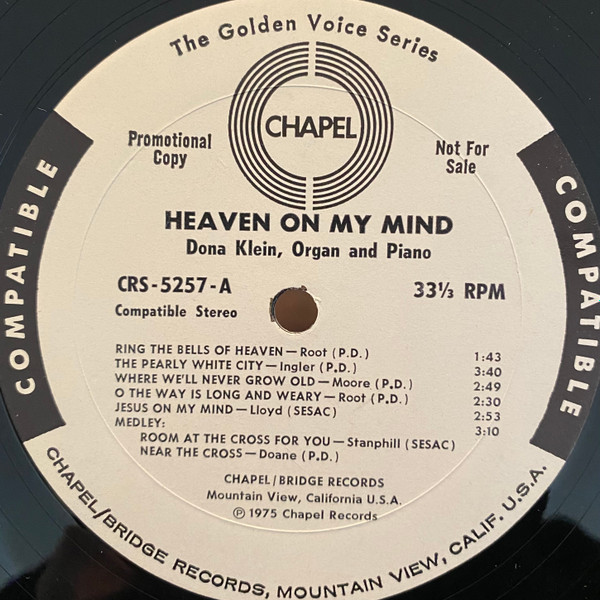 The Golden Voice Series
CHAPEL
Promotional
Copy
Not For
Sale
COMPATIBLE
COMPATIBLE
HEAVEN ON MY MIND
Dona Klein, Organ and Piano
CRS-5257-A
33⅓ RPM
Compatible Stereo
RING THE BELLS OF HEAVEN—Root (P.D.) 1:43
THE PEARLY WHITE CITY—Ingler (P.D.) 3:40
WHERE WE'LL NEVER GROW OLD—Moore (P.D.) 2:49
O THE WAY IS LONG AND WEARY—Root (P.D.) 2:30
JESUS ON MY MIND—Lloyd (SESAC) 2:53
MEDLEY: 3:10
ROOM AT THE CROSS FOR YOU—Stanphill (SESAC)
NEAR THE CROSS—Doane (P.D.)
CHAPEL/BRIDGE RECORDS
Mountain View, California U.S.A.
℗ 1975 Chapel Records
CHAPEL/BRIDGE RECORDS, MOUNTAIN VIEW, CALIF. U.S.A.